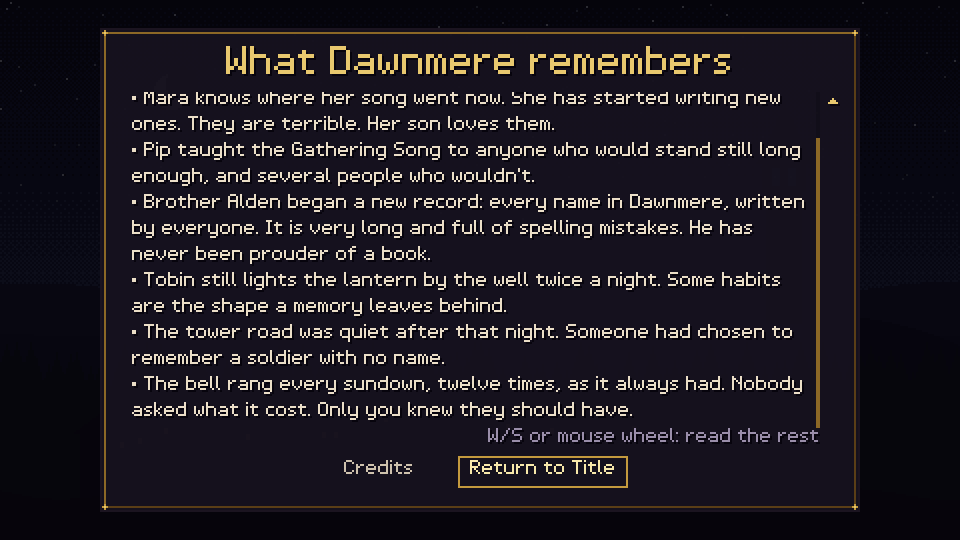 What Dawnmere remembers
• Mara knows where her song went now. She has started writing new
ones. They are terrible. Her son loves them.
• Pip taught the Gathering Song to anyone who would stand still long
enough, and several people who wouldn't.
• Brother Alden began a new record: every name in Dawnmere, written
by everyone. It is very long and full of spelling mistakes. He has
never been prouder of a book.
• Tobin still lights the lantern by the well twice a night. Some habits
are the shape a memory leaves behind.
• The tower road was quiet after that night. Someone had chosen to
remember a soldier with no name.
• The bell rang every sundown, twelve times, as it always had. Nobody
asked what it cost. Only you knew they should have.
W/S or mouse wheel: read the rest
Credits
Return to Title